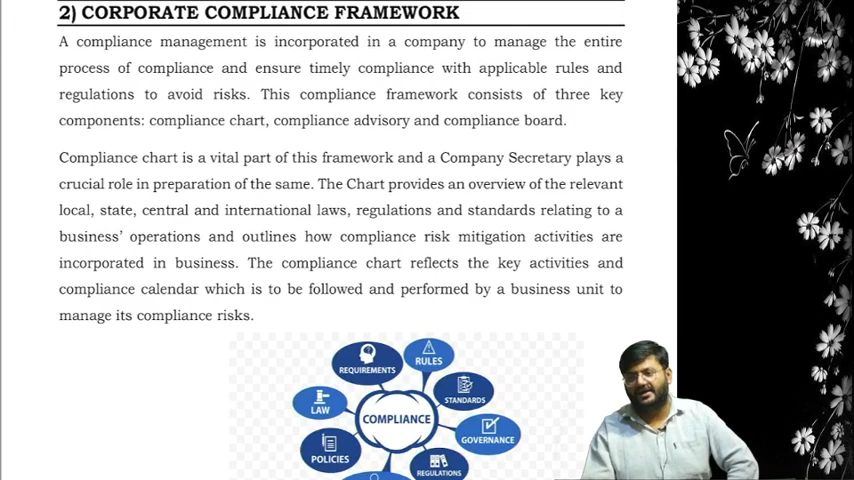 2) CORPORATE COMPLIANCE FRAMEWORK
A compliance management is incorporated in a company to manage the entire
process of compliance and ensure timely compliance with applicable rules and
regulations to avoid risks. This compliance framework consists of three key
components: compliance chart, compliance advisory and compliance board.
Compliance chart is a vital part of this framework and a Company Secretary plays a
crucial role in preparation of the same. The Chart provides an overview of the relevant
local, state, central and international laws, regulations and standards relating to a
business' operations and outlines how compliance risk mitigation activities are
incorporated in business. The compliance chart reflects the key activities and
compliance calendar which is to be followed and performed by a business unit to
manage its compliance risks.
RULES
REQUIREMENTS
STANDARDS
LAW
COMPLIANCE
GOVERNANCE
POLICIES
REGULATIONS